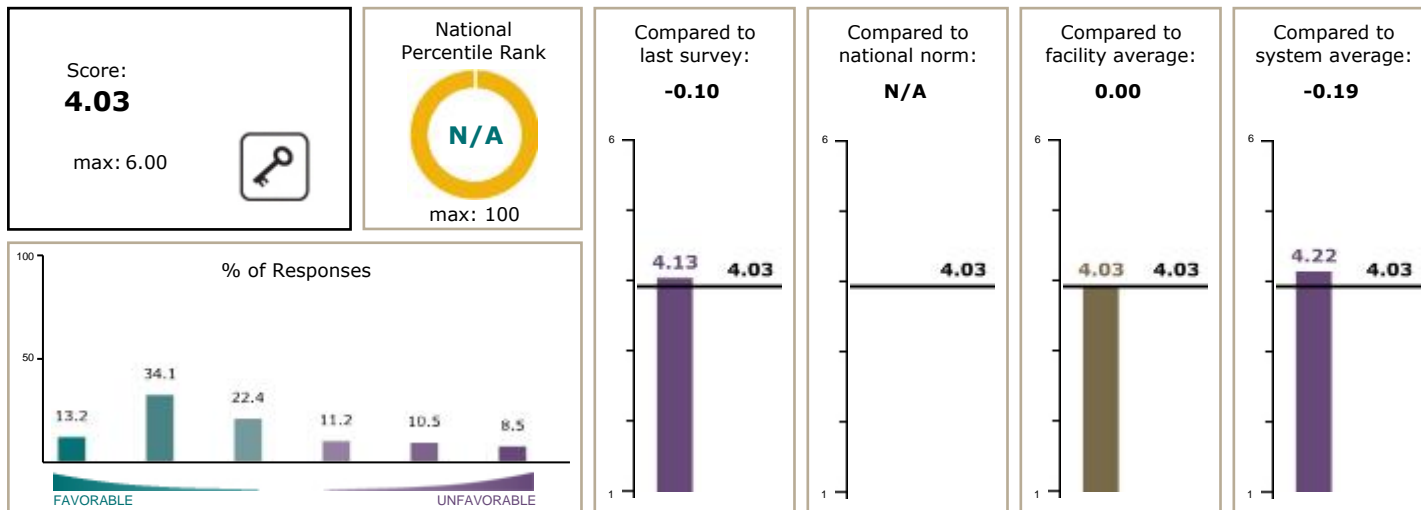 Score:
4.03
max: 6.00
National
Percentile Rank
N/A
max: 100
% of Responses
100
50
13.2
34.1
22.4
11.2
10.5
8.5
FAVORABLE
UNFAVORABLE
Compared to
last survey:
-0.10
6
4.13
4.03
1
Compared to
national norm:
N/A
6
4.03
1
Compared to
facility average:
0.00
6
4.03
4.03
1
Compared to
system average:
-0.19
6
4.22
4.03
1